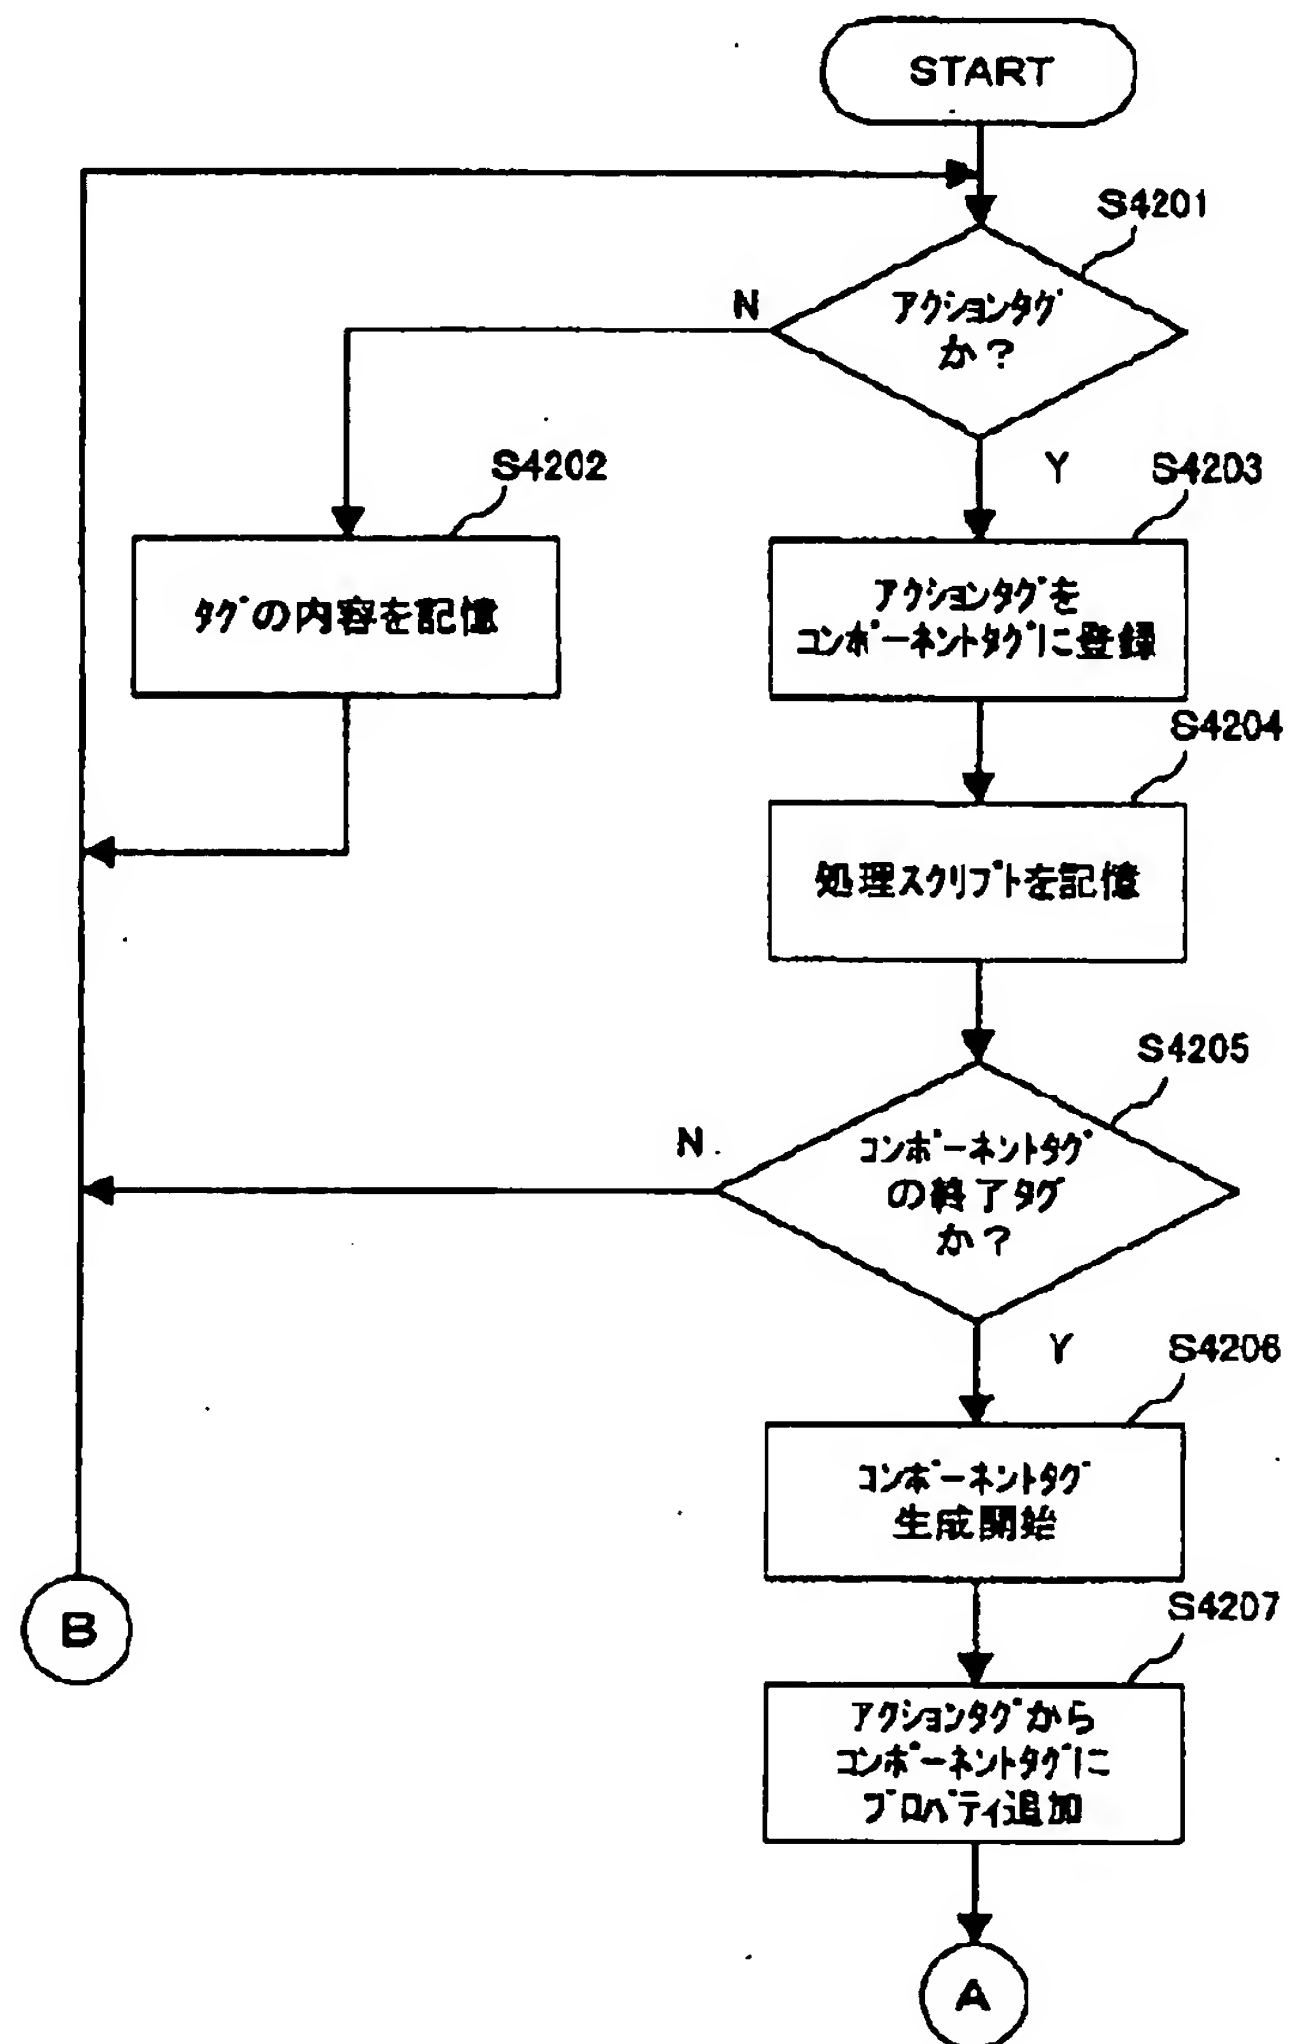 START
S4201
N
アクションタグ
か？
Y
S4202
タグの内容を記憶
S4203
アクションタグを
コンポーネントタグに登録
S4204
処理スクリプトを記憶
S4205
N
コンポーネントタグ
の終了タグ
か？
Y
S4206
コンポーネントタグ
生成開始
S4207
アクションタグから
コンポーネントタグに
プロパティ追加
B
A